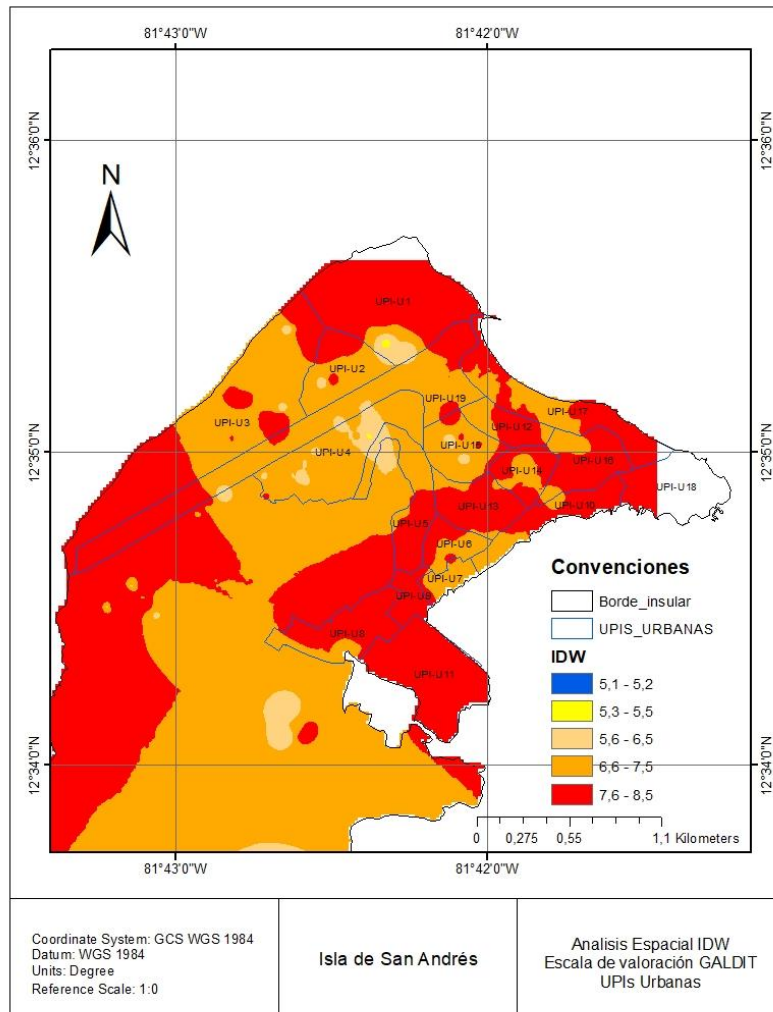 81°43'0"W
81°42'0"W
12°36'0"N
12°36'0"N
N
UPI-U1
UPI-U2
UPI-U3
UPI-U19
UPI-U17
UPI-U12
UPI-U4
12°35'0"N
12°35'0"N
UPI-U16
UPI-U14
UPI-U18
UPI-U13
UPI-U10
UPI-U5
UPI-U6
UPI-U7
UPI-U8
UPI-U11
12°34'0"N
12°34'0"N
Convenciones
Borde_insular
UPIS_URBANAS
IDW
5,1 - 5,2
5,3 - 5,5
5,6 - 6,5
6,6 - 7,5
7,6 - 8,5
0 0,275 0,55 1,1 Kilometers
81°43'0"W
81°42'0"W
Coordinate System: GCS WGS 1984
Datum: WGS 1984
Units: Degree
Reference Scale: 1:0
Isla de San Andrés
Analisis Espacial IDW
Escala de valoración GALDIT
UPIs Urbanas